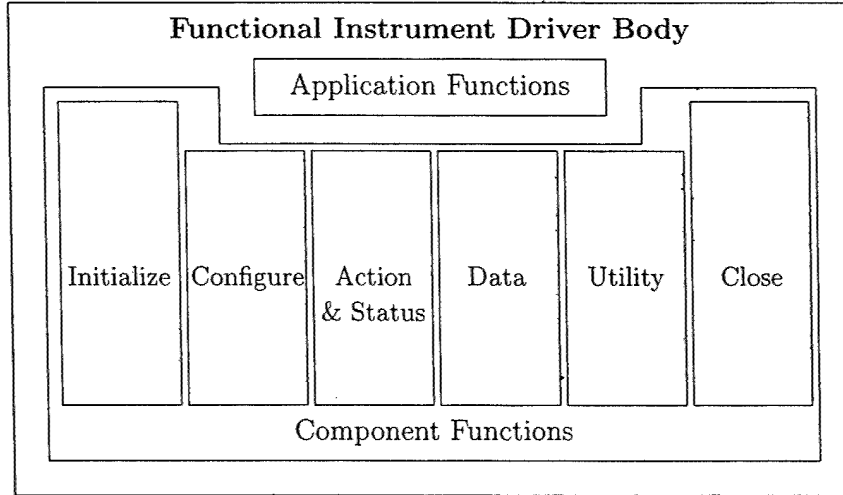 Functional Instrument Driver Body
Application Functions
Initialize
Configure
Action
& Status
Data
Utility
Close
Component Functions